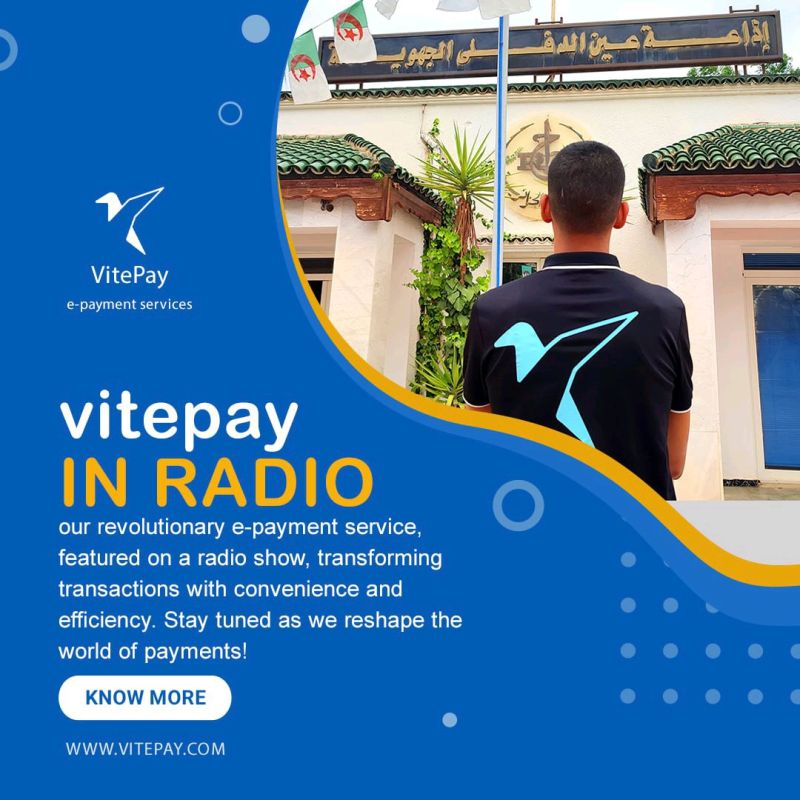 إذاعة عين الدفلى الجهوية
VitePay
e-payment services
vitepay
IN RADIO
our revolutionary e-payment service,
featured on a radio show, transforming
transactions with convenience and
efficiency. Stay tuned as we reshape the
world of payments!
KNOW MORE
WWW.VITEPAY.COM